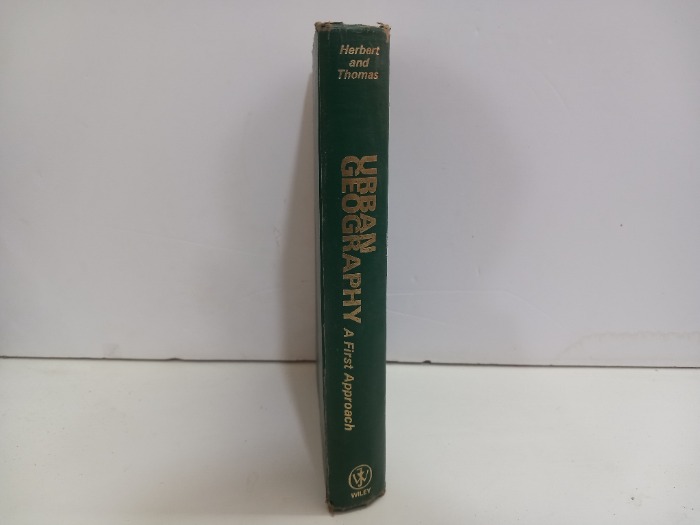 Herbert
and
Thomas
URBAN
GEOGRAPHY
A First Approach
WILEY